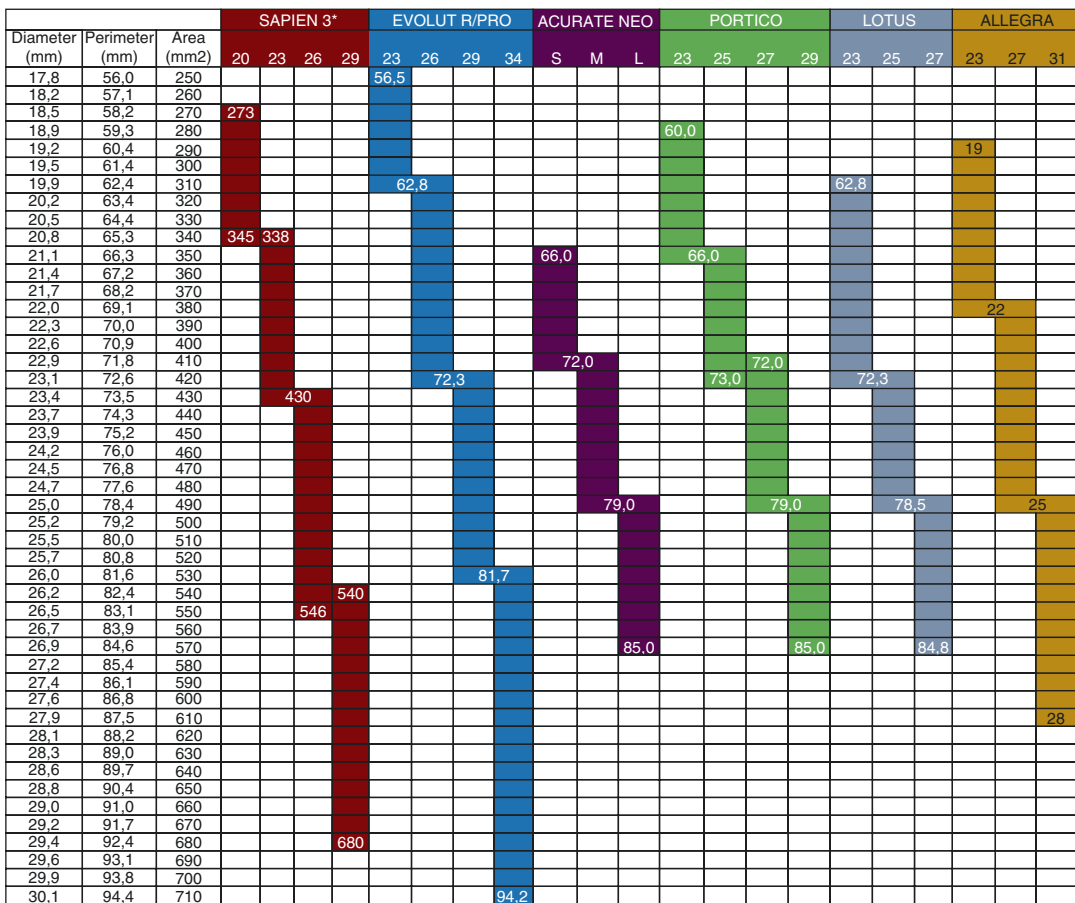 SAPIEN 3* EVOLUT R/PRO ACURATE NEO PORTICO LOTUS ALLEGRA
Diameter Perimeter Area
(mm) (mm) (mm2) 20 23 26 29 23 26 29 34 S M L 23 25 27 29 23 25 27 23 27 31
17,8 56,0 250 56,5
18,2 57,1 260
18,5 58,2 270 273
18,9 59,3 280 60,0
19,2 60,4 290 19
19,5 61,4 300
19,9 62,4 310 62,8 62,8
20,2 63,4 320
20,5 64,4 330
20,8 65,3 340 345 338
21,1 66,3 350 66,0 66,0
21,4 67,2 360
21,7 68,2 370
22,0 69,1 380 22
22,3 70,0 390
22,6 70,9 400
22,9 71,8 410 72,0 72,0
23,1 72,6 420 72,3 73,0 72,3
23,4 73,5 430 430
23,7 74,3 440
23,9 75,2 450
24,2 76,0 460
24,5 76,8 470
24,7 77,6 480
25,0 78,4 490 79,0 79,0 78,5 25
25,2 79,2 500
25,5 80,0 510
25,7 80,8 520
26,0 81,6 530 81,7
26,2 82,4 540 540
26,5 83,1 550 546
26,7 83,9 560
26,9 84,6 570 85,0 85,0 84,8
27,2 85,4 580
27,4 86,1 590
27,6 86,8 600
27,9 87,5 610 28
28,1 88,2 620
28,3 89,0 630
28,6 89,7 640
28,8 90,4 650
29,0 91,0 660
29,2 91,7 670
29,4 92,4 680 680
29,6 93,1 690
29,9 93,8 700
30,1 94,4 710 94,2